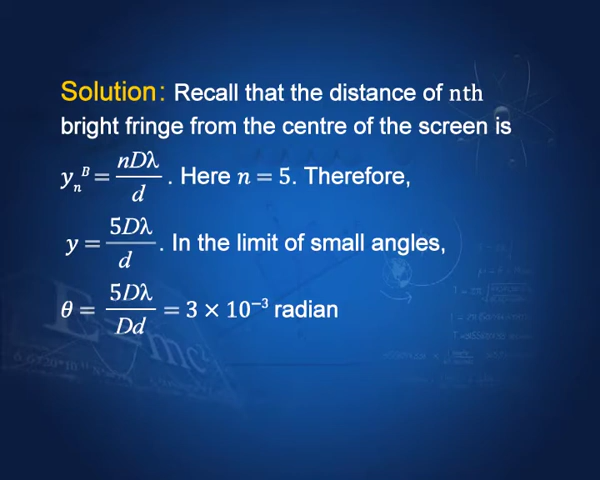 Solution: Recall that the distance of nth
bright fringe from the centre of the screen is
yₙᴮ = nDλ/d . Here n = 5. Therefore,
y = 5Dλ/d . In the limit of small angles,
θ = 5Dλ/Dd = 3 × 10⁻³ radian